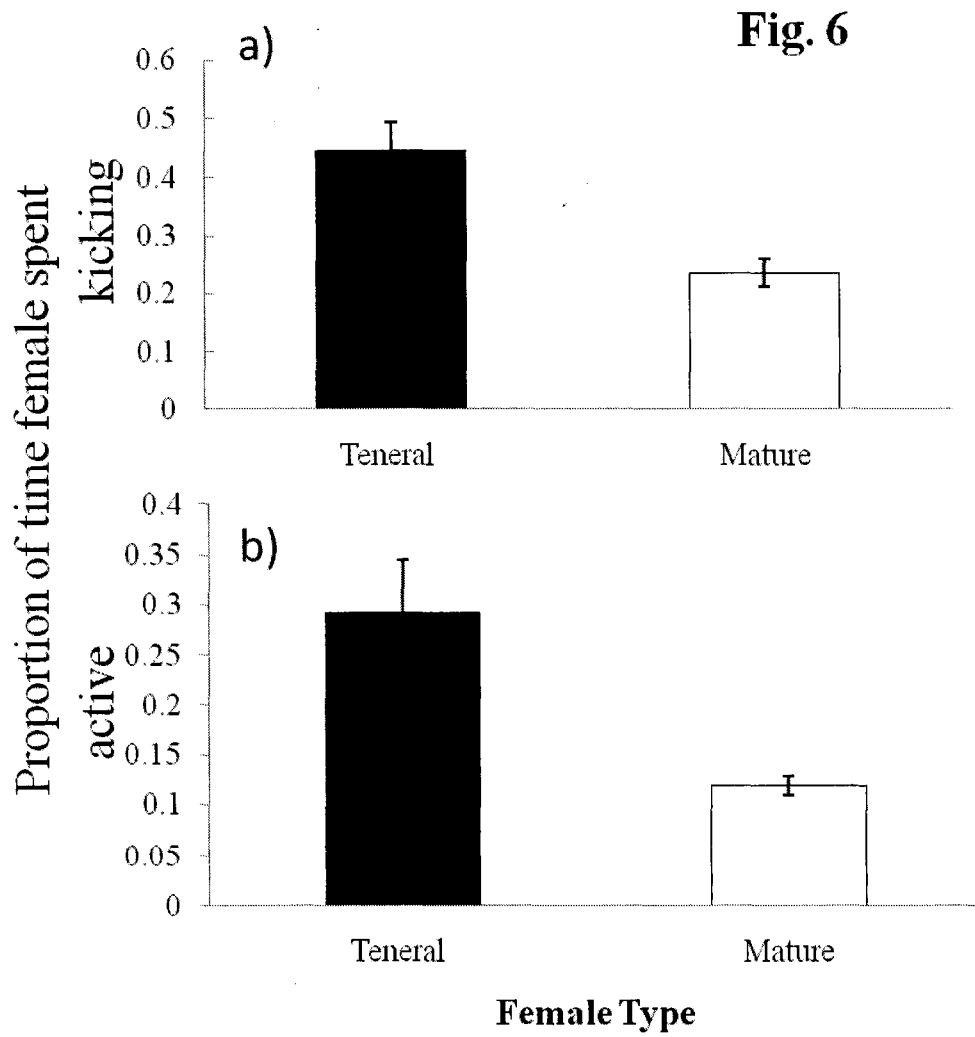 Fig. 6
a)
Proportion of time female spent
kicking
0.6
0.5
0.4
0.3
0.2
0.1
0
Teneral Mature
b)
active
0.4
0.35
0.3
0.25
0.2
0.15
0.1
0.05
0
Teneral Mature
Female Type